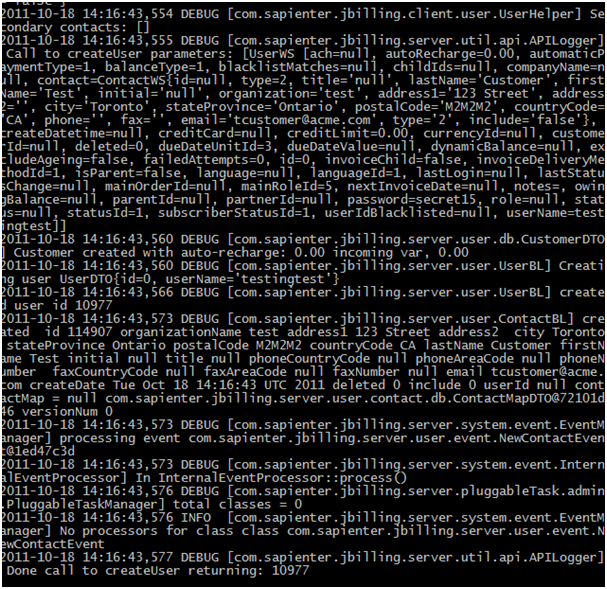 2011-10-18 14:16:43,554 DEBUG [com.sapienter.jbilling.client.user.UserHelper] Se
condary contacts: []
2011-10-18 14:16:43,555 DEBUG [com.sapienter.jbilling.server.util.api.APILogger]
 Call to createUser parameters: [UserWS [ach=null, autoRecharge=0.00, automaticP
aymentType=1, balanceType=1, blacklistMatches=null, childIds=null, companyName=n
ull, contact=ContactWS{id=null, type=2, title='null', lastName='Customer', first
Name='Test', initial='null', organization='test', address1='123 Street', address
2='', city='Toronto', stateProvince='Ontario', postalCode='M2M2M2', countryCode=
'CA', phone='', fax='', email='tcustomer@acme.com', type='2', include='false'},
createDatetime=null, creditCard=null, creditLimit=0.00, currencyId=null, custome
rId=null, deleted=0, dueDateUnitId=3, dueDateValue=null, dynamicBalance=null, ex
cludeAgeing=false, failedAttempts=0, id=0, invoiceChild=false, invoiceDeliveryMe
thodId=1, isParent=false, language=null, languageId=1, lastLogin=null, lastStatu
sChange=null, mainOrderId=null, mainRoleId=5, nextInvoiceDate=null, notes=, owin
gBalance=null, parentId=null, partnerId=null, password=secret15, role=null, stat
us=null, statusId=1, subscriberStatusId=1, userIdBlacklisted=null, userName=test
ingtest]]
2011-10-18 14:16:43,560 DEBUG [com.sapienter.jbilling.server.user.db.CustomerDTO
] Customer created with auto-recharge: 0.00 incoming var, 0.00
2011-10-18 14:16:43,560 DEBUG [com.sapienter.jbilling.server.user.UserBL] Creati
ng user UserDTO{id=0, userName='testingtest'}
2011-10-18 14:16:43,566 DEBUG [com.sapienter.jbilling.server.user.UserBL] create
d user id 10977
2011-10-18 14:16:43,573 DEBUG [com.sapienter.jbilling.server.user.ContactBL] cre
ated  id 114907 organizationName test address1 123 Street address2  city Toronto
 stateProvince Ontario postalCode M2M2M2 countryCode CA lastName Customer firstN
ame Test initial null title null phoneCountryCode null phoneAreaCode null phoneN
umber  faxCountryCode null faxAreaCode null faxNumber null email tcustomer@acme.
com createDate Tue Oct 18 14:16:43 UTC 2011 deleted 0 include 0 userId null cont
actMap = null com.sapienter.jbilling.server.user.contact.db.ContactMapDTO@72101d
46 versionNum 0
2011-10-18 14:16:43,573 DEBUG [com.sapienter.jbilling.server.system.event.EventM
anager] processing event com.sapienter.jbilling.server.user.event.NewContactEven
t@1ed47c3d
2011-10-18 14:16:43,573 DEBUG [com.sapienter.jbilling.server.system.event.Intern
alEventProcessor] In InternalEventProcessor::process()
2011-10-18 14:16:43,576 DEBUG [com.sapienter.jbilling.server.pluggableTask.admin
.PluggableTaskManager] total classes = 0
2011-10-18 14:16:43,576 INFO  [com.sapienter.jbilling.server.system.event.EventM
anager] No processors for class class com.sapienter.jbilling.server.user.event.N
ewContactEvent
2011-10-18 14:16:43,577 DEBUG [com.sapienter.jbilling.server.util.api.APILogger]
 Done call to createUser returning: 10977